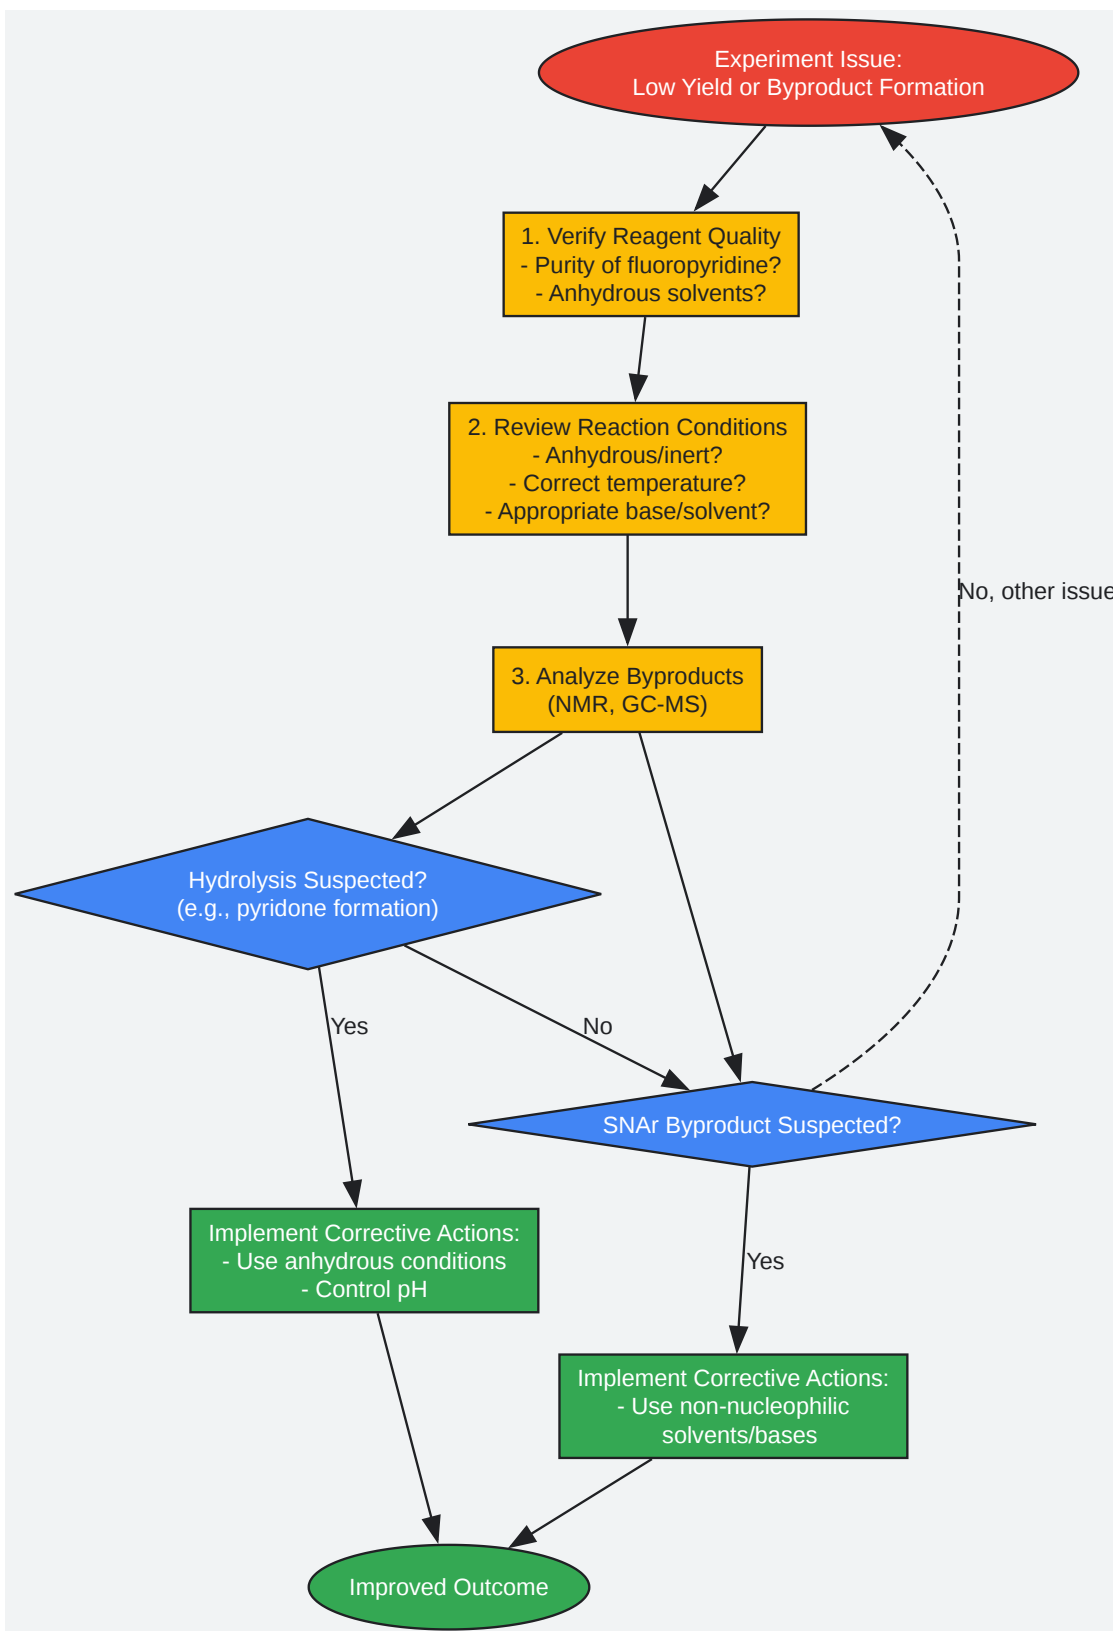 Experiment Issue:
Low Yield or Byproduct Formation
1. Verify Reagent Quality
- Purity of fluoropyridine?
- Anhydrous solvents?
2. Review Reaction Conditions
- Anhydrous/inert?
- Correct temperature?
- Appropriate base/solvent?
No, other issue
3. Analyze Byproducts
(NMR, GC-MS)
Hydrolysis Suspected?
(e.g., pyridone formation)
Yes
No
SNAr Byproduct Suspected?
Implement Corrective Actions:
- Use anhydrous conditions
- Control pH
Yes
Implement Corrective Actions:
- Use non-nucleophilic
solvents/bases
Improved Outcome